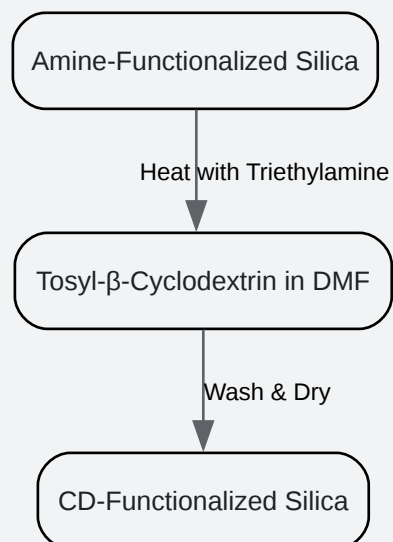 Amine-Functionalized Silica
Heat with Triethylamine
Tosyl-β-Cyclodextrin in DMF
Wash & Dry
CD-Functionalized Silica